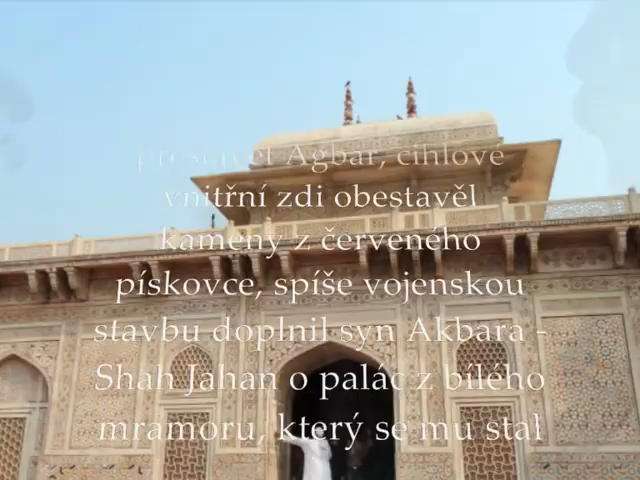 přestavěl Agbar, cihlové
vnitřní zdi obestavěl
kameny z červeného
pískovce, spíše vojenskou
stavbu doplnil syn Akbara -
Shah Jahan o palác z bílého
mramoru, který se mu stal